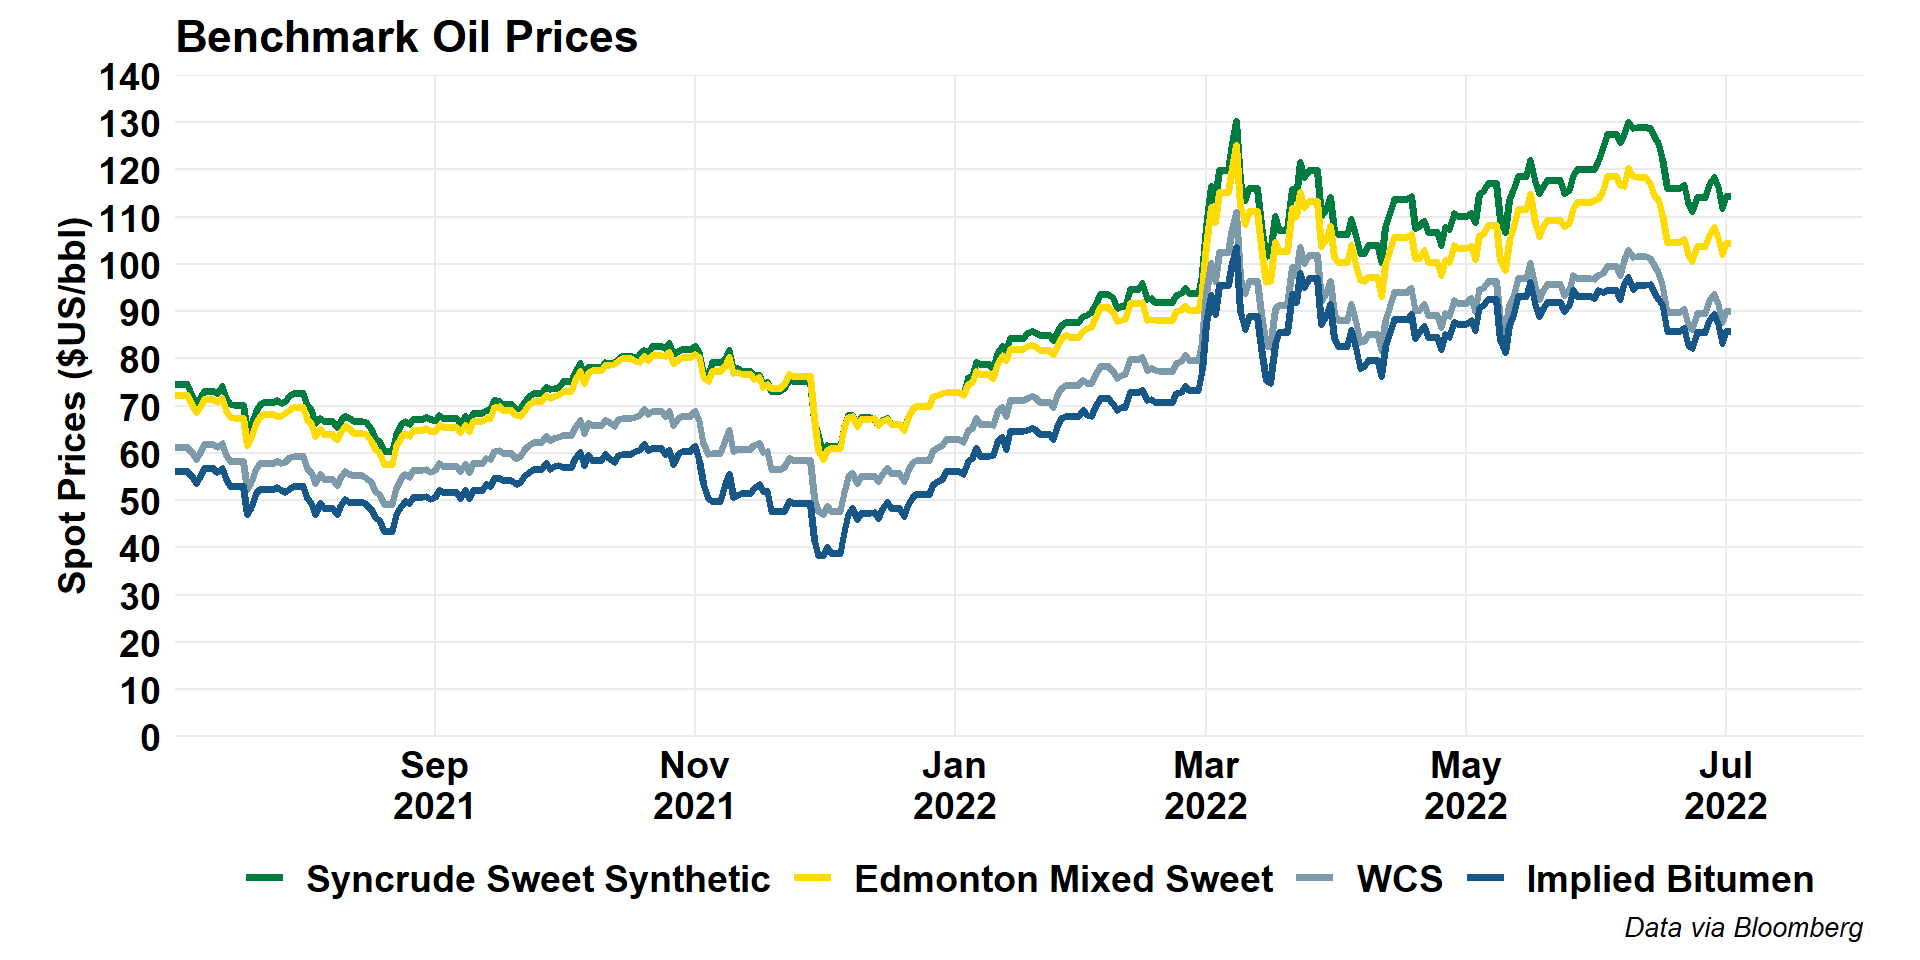 Benchmark Oil Prices
Spot Prices ($US/bbl)
140
130
120
110
100
90
80
70
60
50
40
30
20
10
0
Sep Nov Jan Mar May Jul
2021 2021 2022 2022 2022 2022
Syncrude Sweet Synthetic Edmonton Mixed Sweet WCS Implied Bitumen
Data via Bloomberg